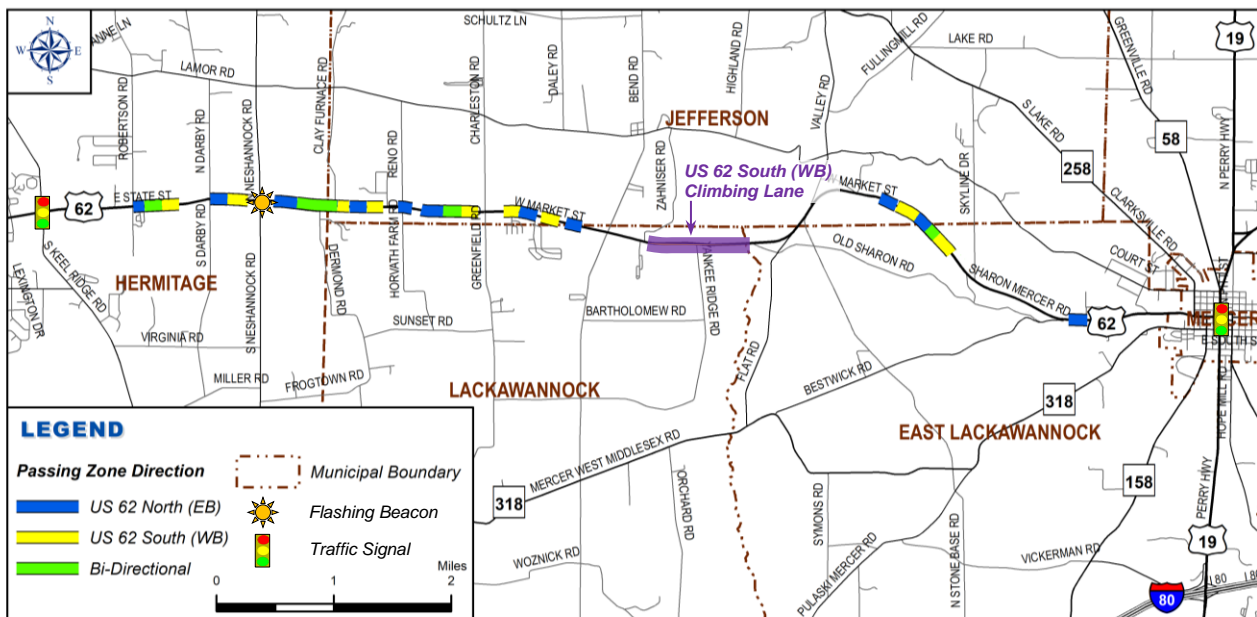 N
W E
S
ANNE LN
SCHULTZ LN
LAMOR RD
ROBERTSON RD
N DARBY RD
N NESHANNOCK RD
CLAY FURNACE RD
RENO RD
CHARLESTON RD
DALEY RD
BEND RD
HIGHLAND RD
VALLEY RD
FULLINGMILL RD
LAKE RD
GREENVILLE RD
19
N PERRY HWY
58
S LAKE RD
258
CLARKSVILLE RD
JEFFERSON
ZAHNISER RD
US 62 South (WB)
Climbing Lane
MARKET ST
SKYLINE DR
E STATE ST
62
W MARKET ST
S DARBY RD
S KEEL RIDGE RD
LEXINGTON DR
HERMITAGE
S NESHANNOCK RD
DERMOND RD
HORVATH FARM RD
GREENFIELD RD
YANKEE RIDGE RD
OLD SHARON RD
SHARON MERCER RD
COURT ST
62
MERCER
E SOUTH S
VIRGINIA RD
SUNSET RD
BARTHOLOMEW RD
FLAT RD
MILLER RD
FROGTOWN RD
LACKAWANNOCK
BESTWICK RD
318
EAST LACKAWANNOCK
HOPE MILL RD
MERCER WEST MIDDLESEX RD
318
ORCHARD RD
SYMONS RD
PULASKI MERCER RD
N STONE BASE RD
158
PERRY HWY
19
VICKERMAN RD
WOZNICK RD
I 80
I 80
80
LEGEND
Passing Zone Direction
US 62 North (EB)
US 62 South (WB)
Bi-Directional
Municipal Boundary
Flashing Beacon
Traffic Signal
Miles
0 1 2